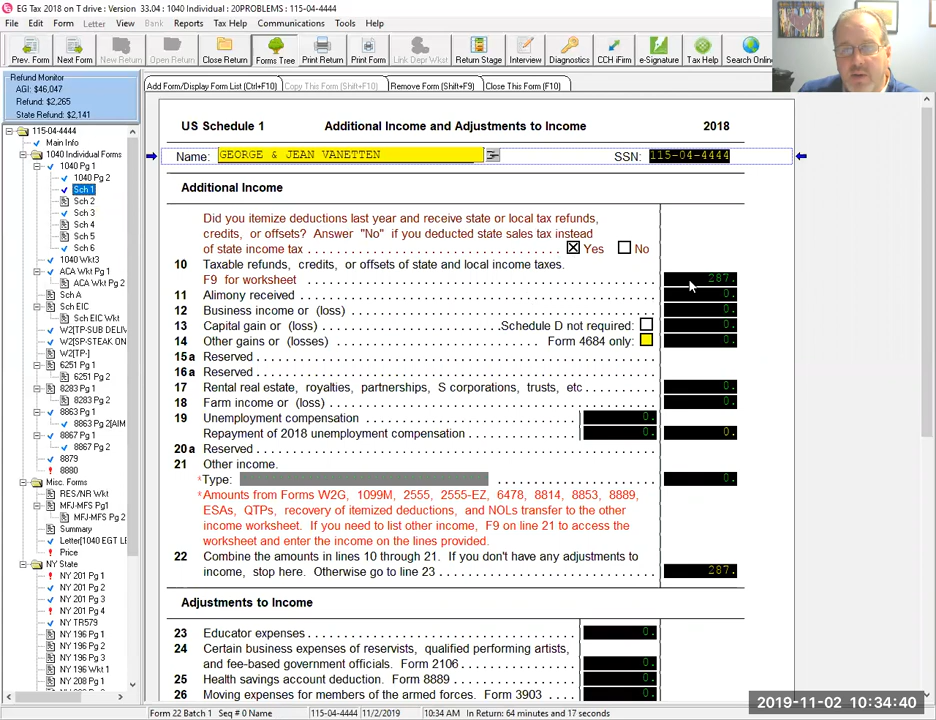 EG Tax 2018 on T drive : Version : 33.04 : 1040 Individual : 20PROBLEMS : 115-04-4444
File Edit Form View Letter Bank Reports Tax Help Communications Tools Help
Prev. Form Next Form New Return Open Return Close Return Forms Tree Print Return Print Form Link Depr Wkt Return Stage Interview Diagnostics CCH iFirm e-Signature Tax Help Search Online
Refund Monitor
AGI: $46,047
Refund: $2,265
State Refund: $2,141
Add Form/Display Form List (Ctrl+F10) Copy This Form (Shift+F10) Remove Form (Shift+F9) Close This Form (F10)
115-04-4444
Main Info
1040 Individual Forms
1040 Pg 1
1040 Pg 2
Sch 1
Sch 2
Sch 3
Sch 4
Sch 5
Sch 6
1040 Wkt3
ACA Wkt Pg 1
ACA Wkt Pg 2
Sch A
Sch EIC
Sch EIC Wkt
W2[TP-SUB DELIV
W2[SP-STEAK ON
W2[TP-]
6251 Pg 1
6251 Pg 2
8283 Pg 1
8283 Pg 2
8863 Pg 1
8863 Pg 2[AIM
8867 Pg 1
8867 Pg 2
8879
8880
Misc. Forms
RES/NR Wkt
MFJ-MFS Pg1
MFJ-MFS Pg 2
Summary
Letter[1040 EGT LE
Price
NY State
NY 201 Pg 1
NY 201 Pg 2
NY 201 Pg 3
NY 201 Pg 4
NY TR579
NY 196 Pg 1
NY 196 Pg 2
NY 196 Pg 3
NY 196 Wkt 1
NY 208 Pg 1
US Schedule 1 Additional Income and Adjustments to Income 2018
Name: GEORGE & JEAN VANETTEN SSN: 115-04-4444
Additional Income
Did you itemize deductions last year and receive state or local tax refunds,
credits, or offsets? Answer "No" if you deducted state sales tax instead
of state income tax Yes No
10 Taxable refunds, credits, or offsets of state and local income taxes.
F9 for worksheet 287.
11 Alimony received 0.
12 Business income or (loss) 0.
13 Capital gain or (loss) Schedule D not required: 0.
14 Other gains or (losses) Form 4684 only: 0.
15a Reserved
16a Reserved
17 Rental real estate, royalties, partnerships, S corporations, trusts, etc 0.
18 Farm income or (loss) 0.
19 Unemployment compensation 0.
Repayment of 2018 unemployment compensation 0. 0.
20a Reserved
21 Other income.
*Type: 0.
*Amounts from Forms W2G, 1099M, 2555, 2555-EZ, 6478, 8814, 8853, 8889,
ESAs, QTPs, recovery of itemized deductions, and NOLs transfer to the other
income worksheet. If you need to list other income, F9 on line 21 to access the
worksheet and enter the income on the lines provided.
22 Combine the amounts in lines 10 through 21. If you don't have any adjustments to
income, stop here. Otherwise go to line 23 287.
Adjustments to Income
23 Educator expenses 0.
24 Certain business expenses of reservists, qualified performing artists,
and fee-based government officials. Form 2106 0.
25 Health savings account deduction. Form 8889 0.
26 Moving expenses for members of the armed forces. Form 3903 0.
2019-11-02 10:34:40
Form 22 Batch 1 Seq # 0 Name 115-04-4444 11/2/2019 10:34 AM In Return: 64 minutes and 17 seconds